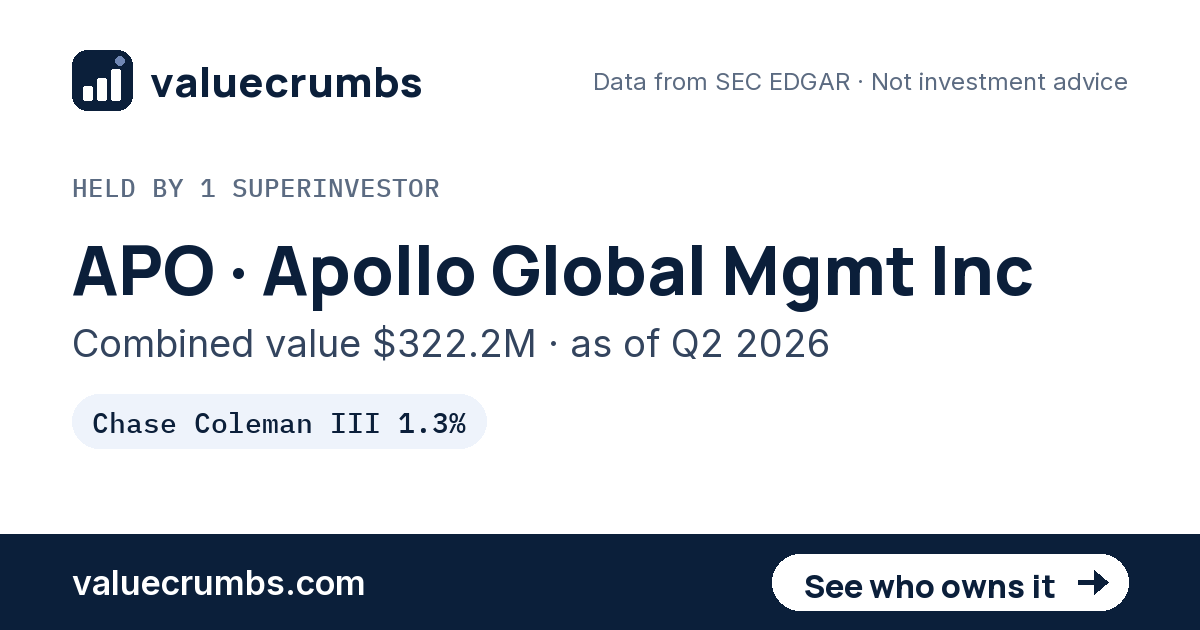 valuecrumbs
Data from SEC EDGAR · Not investment advice
HELD BY 1 SUPERINVESTOR
APO · Apollo Global Mgmt Inc
Combined value $322.2M · as of Q2 2026
Chase Coleman III 1.3%
valuecrumbs.com
See who owns it →